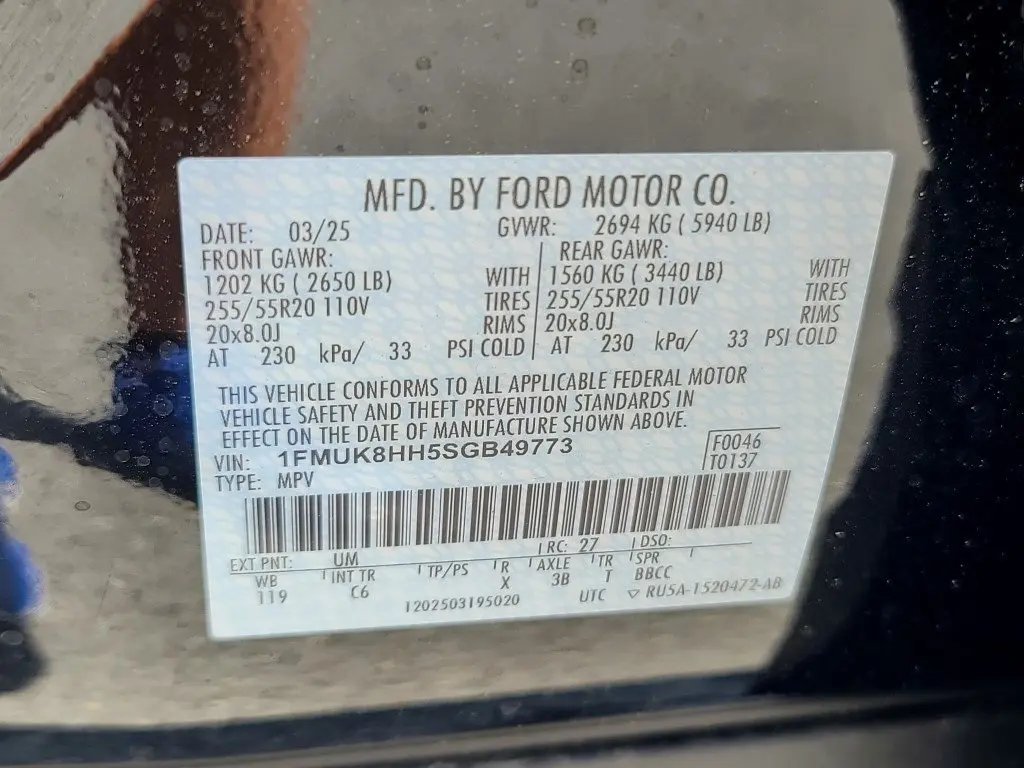 MFD. BY FORD MOTOR CO.
DATE: 03/25 GVWR: 2694 KG ( 5940 LB)
FRONT GAWR: REAR GAWR:
1202 KG ( 2650 LB) WITH 1560 KG ( 3440 LB) WITH
255/55R20 110V TIRES 255/55R20 110V TIRES
20x8.0J RIMS 20x8.0J RIMS
AT 230 kPa/ 33 PSI COLD AT 230 kPa/ 33 PSI COLD
THIS VEHICLE CONFORMS TO ALL APPLICABLE FEDERAL MOTOR
VEHICLE SAFETY AND THEFT PREVENTION STANDARDS IN
EFFECT ON THE DATE OF MANUFACTURE SHOWN ABOVE.
VIN: 1FMUK8HH5SGB49773 F0046
TYPE: MPV T0137
EXT PNT: UM RC: 27 DSO:
WB INT TR TP/PS R AXLE TR SPR
119 C6 X 3B T BBCC
1202503195020 UTC ▽ RU5A-1520472-AB